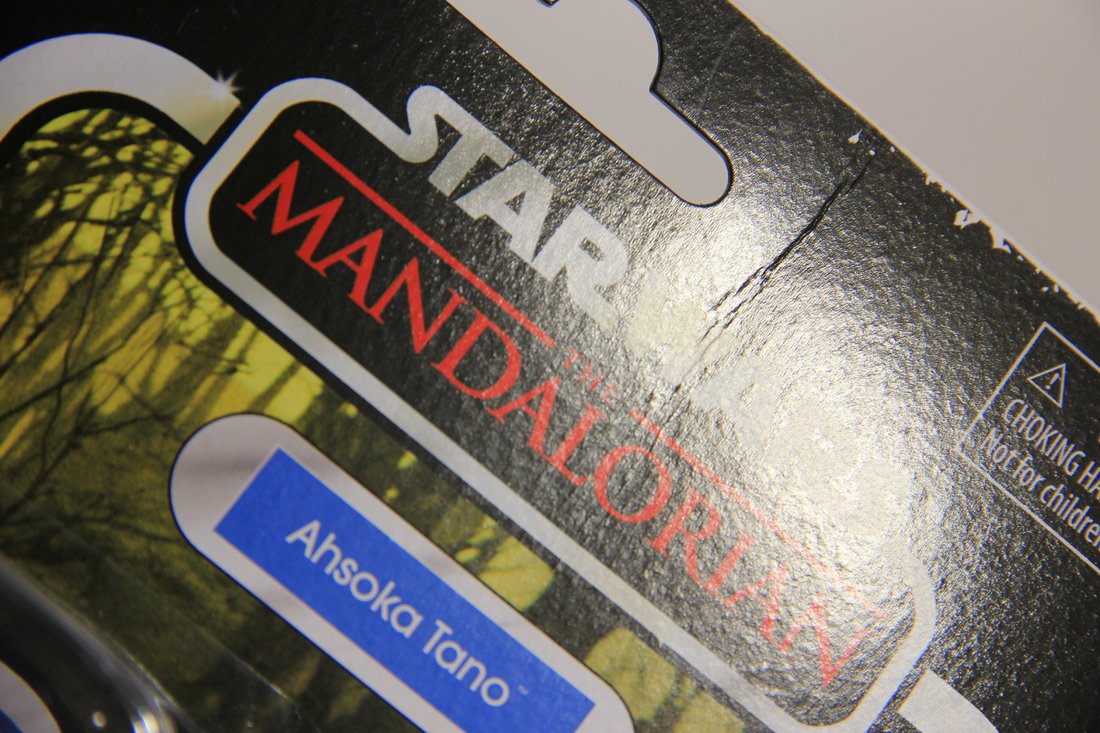 STAR
THE
MANDALORIAN
Ahsoka Tano
CHOKING HA
Not for children